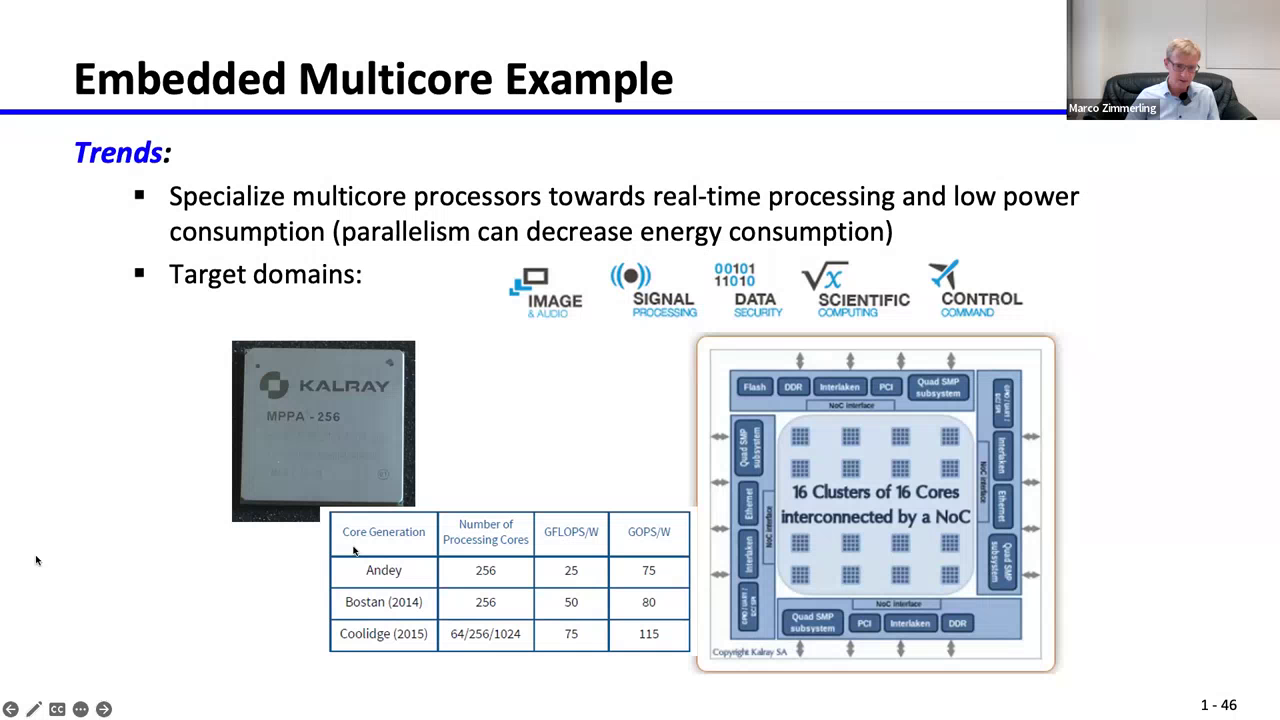 Embedded Multicore Example
Marco Zimmerling
Trends:
▪ Specialize multicore processors towards real-time processing and low power
consumption (parallelism can decrease energy consumption)
▪ Target domains:
IMAGE
& AUDIO
SIGNAL
PROCESSING
00101
11010
DATA
SECURITY
√x
SCIENTIFIC
COMPUTING
CONTROL
COMMAND
KALRAY
MPPA - 256
Core Generation
Number of
Processing Cores
GFLOPS/W
GOPS/W
Andey 256 25 75
Bostan (2014) 256 50 80
Coolidge (2015) 64/256/1024 75 115
Flash
DDR
Interlaken
PCI
Quad SMP
subsystem
NoC interface
Quad SMP
subsystem
Ethernet
Interlaken
NoC interface
16 Clusters of 16 Cores
interconnected by a NoC
NoC interface
Interlaken
Ethernet
Quad SMP
subsystem
NoC interface
Quad SMP
subsystem
PCI
Interlaken
DDR
Copyright Kalray SA
CC
1 - 46